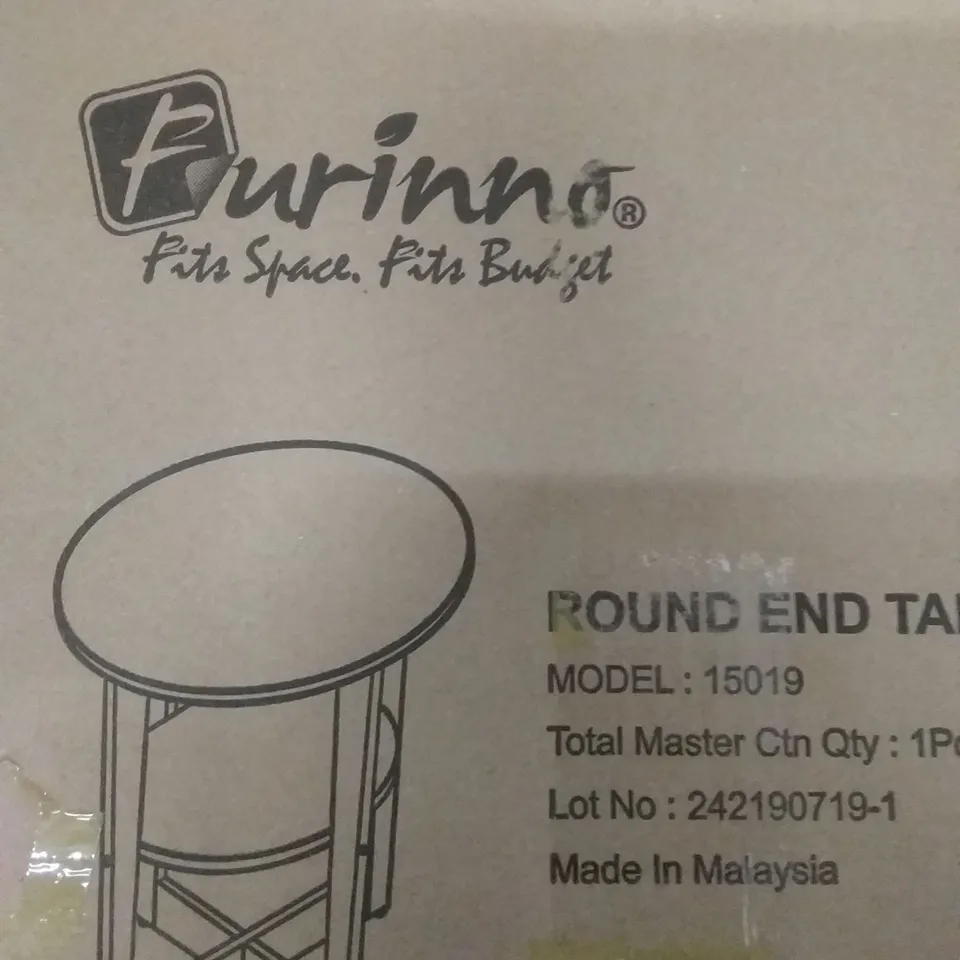 Furinno®
Fits Space. Fits Budget
ROUND END TA
MODEL : 15019
Total Master Ctn Qty : 1Pc
Lot No : 242190719-1
Made In Malaysia